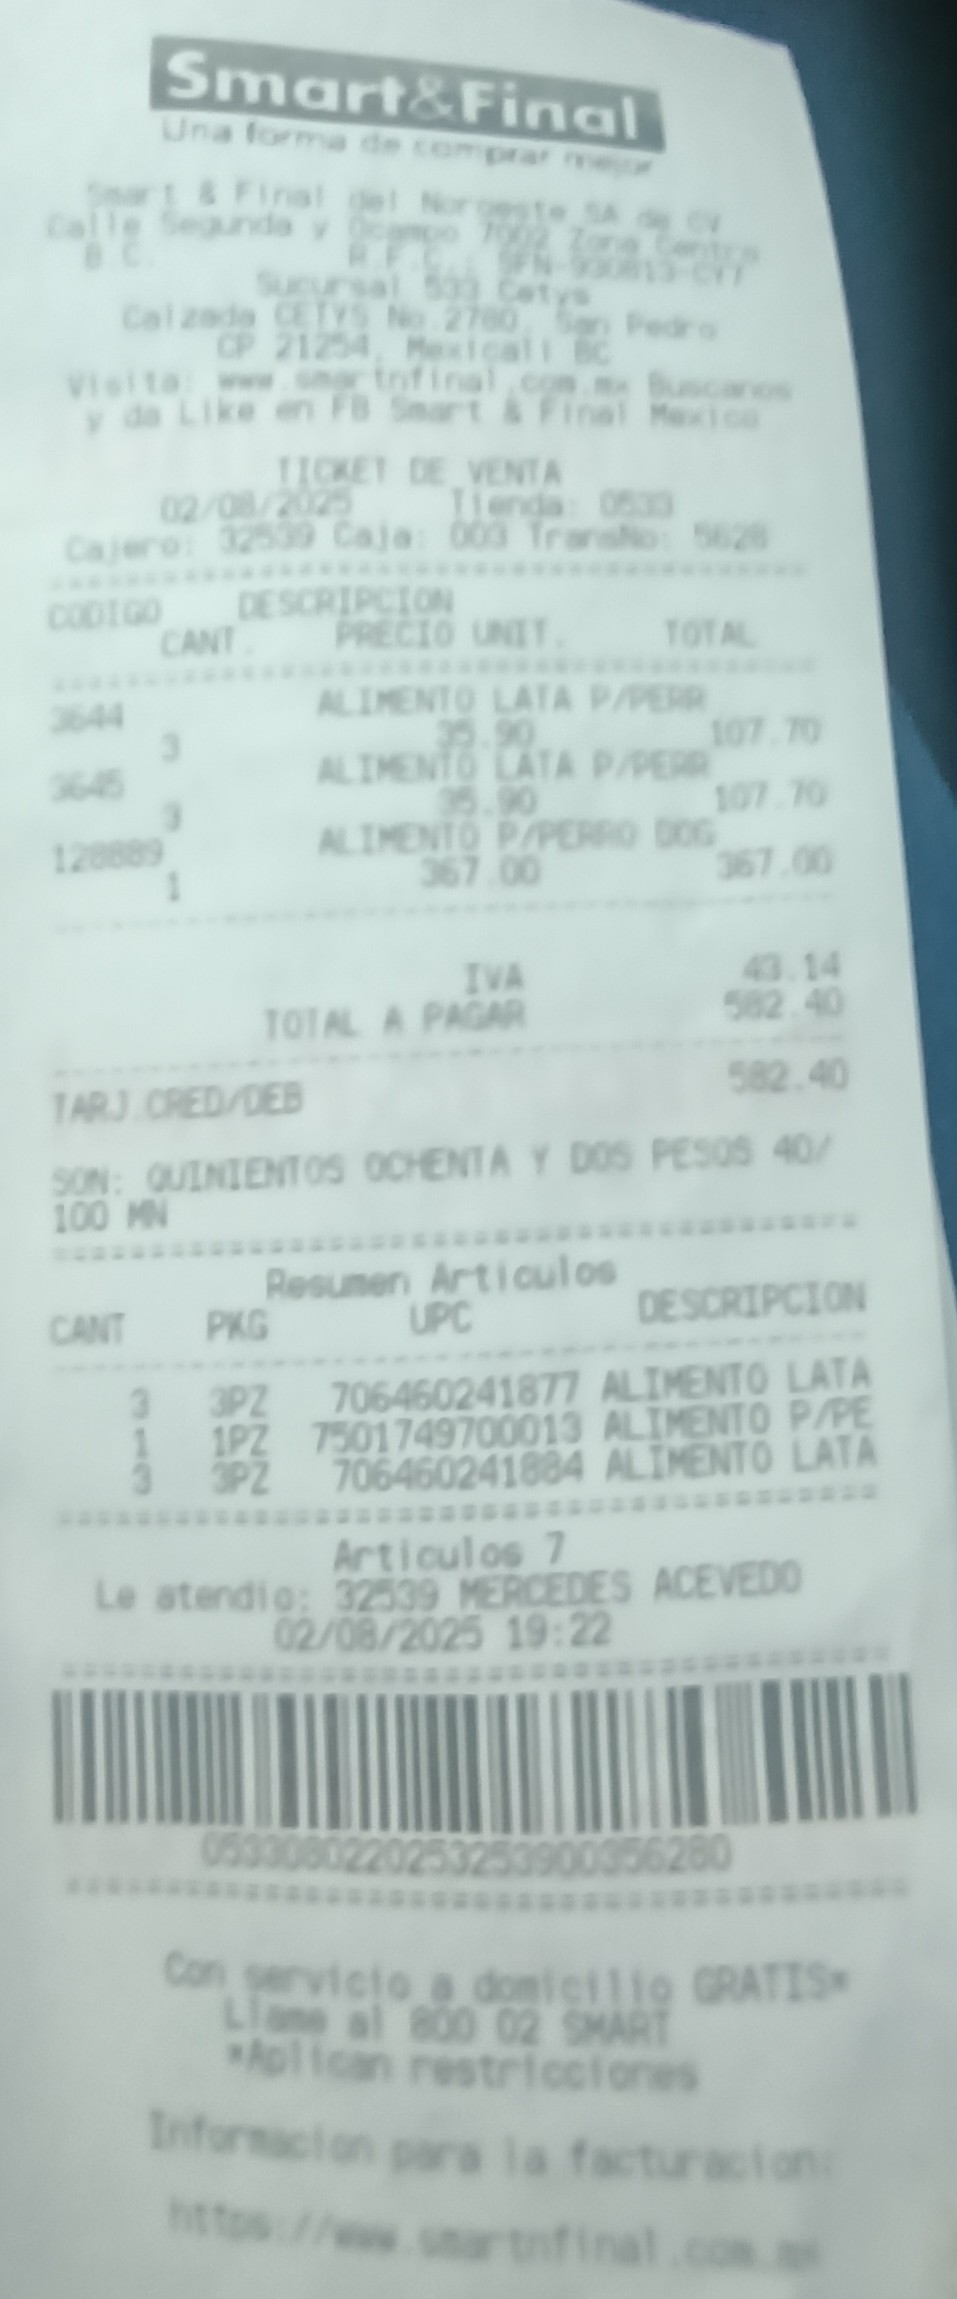 Smart&Final
Una forma de comprar mejor
Smart & Final del Noroeste SA de CV
Calle Segunda y Ocampo 7002 Zona Centro
B.C. R.F.C.: SFN-930813-CY7
Sucursal 533 Cetys
Calzada CETYS No.2780, San Pedro
CP 21254, Mexicali BC
Visita: www.smartnfinal.com.mx Buscanos
y da Like en FB Smart & Final Mexico
TICKET DE VENTA
02/08/2025 Tienda: 0533
Cajero: 32539 Caja: 003 TransNo: 5628
CODIGO DESCRIPCION
CANT. PRECIO UNIT. TOTAL
3644 ALIMENTO LATA P/PERR
3 35.90 107.70
3645 ALIMENTO LATA P/PERR
3 35.90 107.70
128889 ALIMENTO P/PERRO DOG
1 367.00 367.00
IVA 43.14
TOTAL A PAGAR 582.40
TARJ.CRED/DEB 582.40
SON: QUINIENTOS OCHENTA Y DOS PESOS 40/
100 MN
Resumen Articulos
CANT PKG UPC DESCRIPCION
3 3PZ 706460241877 ALIMENTO LATA
1 1PZ 7501749700013 ALIMENTO P/PE
3 3PZ 706460241884 ALIMENTO LATA
Articulos 7
Le atendio: 32539 MERCEDES ACEVEDO
02/08/2025 19:22
0533080220253253900356280
Con servicio a domicilio GRATIS*
Llame al 800 02 SMART
*Aplican restricciones
Informacion para la facturacion:
https://www.smartnfinal.com.mx